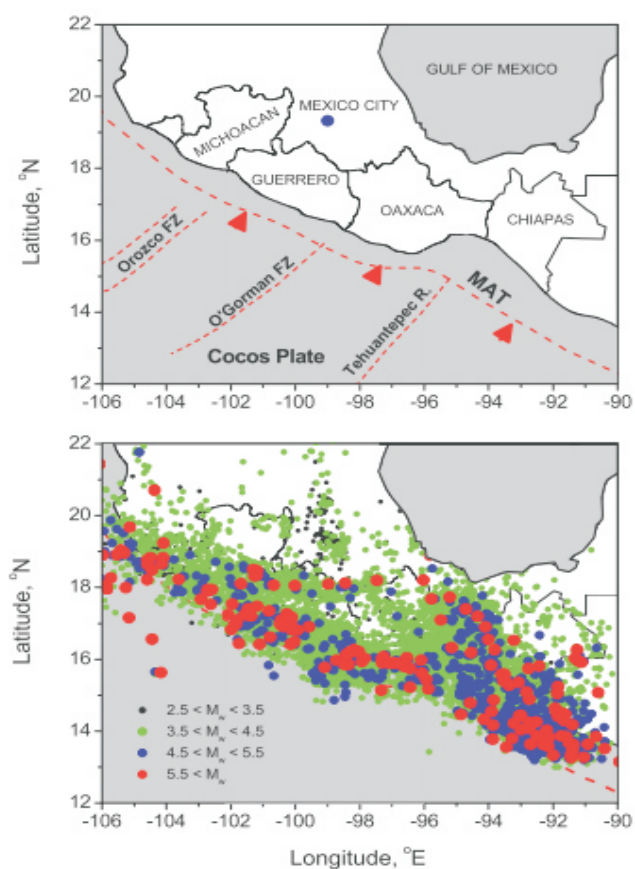 22
20
18
16
14
12
Latitude, °N
GULF OF MEXICO
MEXICO CITY
MICHOACAN
GUERRERO
OAXACA
CHIAPAS
Orozco FZ
O'Gorman FZ
Tehuantepec R.
MAT
Cocos Plate
-106 -104 -102 -100 -98 -96 -94 -92 -90
22
20
18
16
14
12
Latitude, °N
2.5 < Mw < 3.5
3.5 < Mw < 4.5
4.5 < Mw < 5.5
5.5 < Mw
-106 -104 -102 -100 -98 -96 -94 -92 -90
Longitude, °E